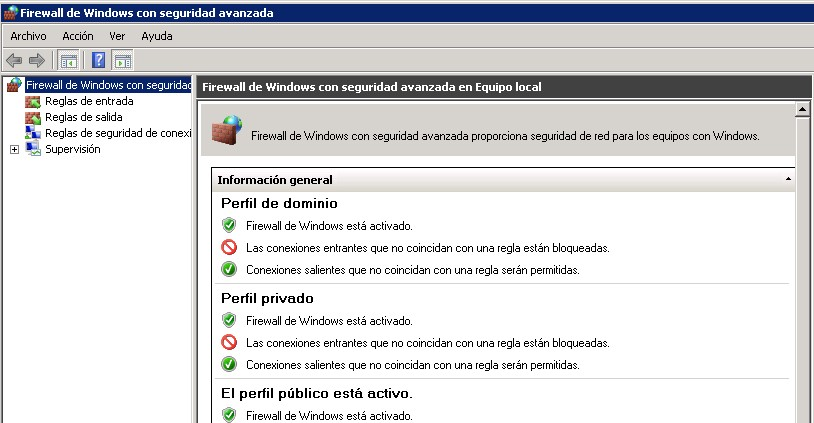 Firewall de Windows con seguridad avanzada
Archivo Acción Ver Ayuda
Firewall de Windows con seguridad
Reglas de entrada
Reglas de salida
Reglas de seguridad de conexi
Supervisión
Firewall de Windows con seguridad avanzada en Equipo local
Firewall de Windows con seguridad avanzada proporciona seguridad de red para los equipos con Windows.
Información general
Perfil de dominio
Firewall de Windows está activado.
Las conexiones entrantes que no coincidan con una regla están bloqueadas.
Conexiones salientes que no coincidan con una regla serán permitidas.
Perfil privado
Firewall de Windows está activado.
Las conexiones entrantes que no coincidan con una regla están bloqueadas.
Conexiones salientes que no coincidan con una regla serán permitidas.
El perfil público está activo.
Firewall de Windows está activado.